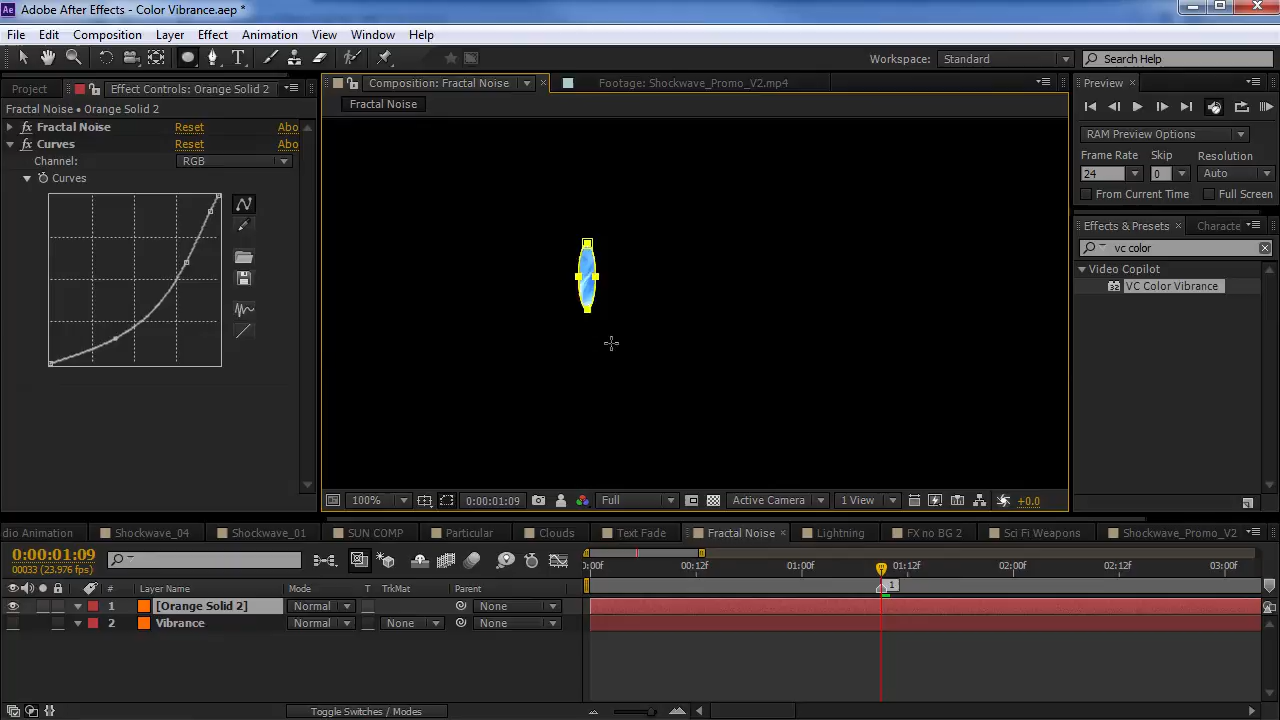 Ae Adobe After Effects - Color Vibrance.aep *
File Edit Composition Layer Effect Animation View Window Help
Workspace: Standard Search Help
Project Effect Controls: Orange Solid 2 Composition: Fractal Noise Footage: Shockwave_Promo_V2.mp4 Preview
Fractal Noise • Orange Solid 2 Fractal Noise
fx Fractal Noise Reset Abo
fx Curves Reset Abo
RAM Preview Options
Channel: RGB Frame Rate Skip Resolution
Curves 24 0 Auto
From Current Time Full Screen
Effects & Presets Characte
vc color
Video Copilot
32 VC Color Vibrance
100% 0:00:01:09 Full Active Camera 1 View +0.0
dio Animation Shockwave_04 Shockwave_01 SUN COMP Particular Clouds Text Fade Fractal Noise Lightning FX no BG 2 Sci Fi Weapons Shockwave_Promo_V2
0:00:01:09
00033 (23.976 fps)
0:00f 00:12f 01:00f 01:12f 02:00f 02:12f 03:00f
1
# Layer Name Mode T TrkMat Parent
1 [Orange Solid 2] Normal None
2 Vibrance Normal None None
Toggle Switches / Modes